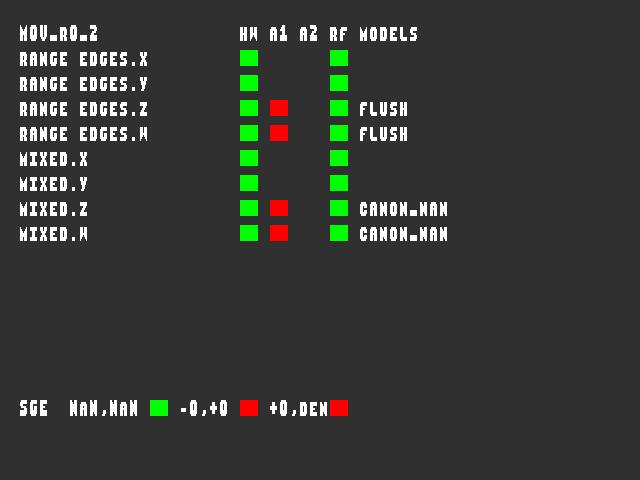 MOV_R0_2 HW A1 A2 RF MODELS
RANGE EDGES.X
RANGE EDGES.Y
RANGE EDGES.Z FLUSH
RANGE EDGES.W FLUSH
MIXED.X
MIXED.Y
MIXED.Z CANON_NAN
MIXED.W CANON_NAN
SGE NAN,NAN -0,+0 +0,DEN